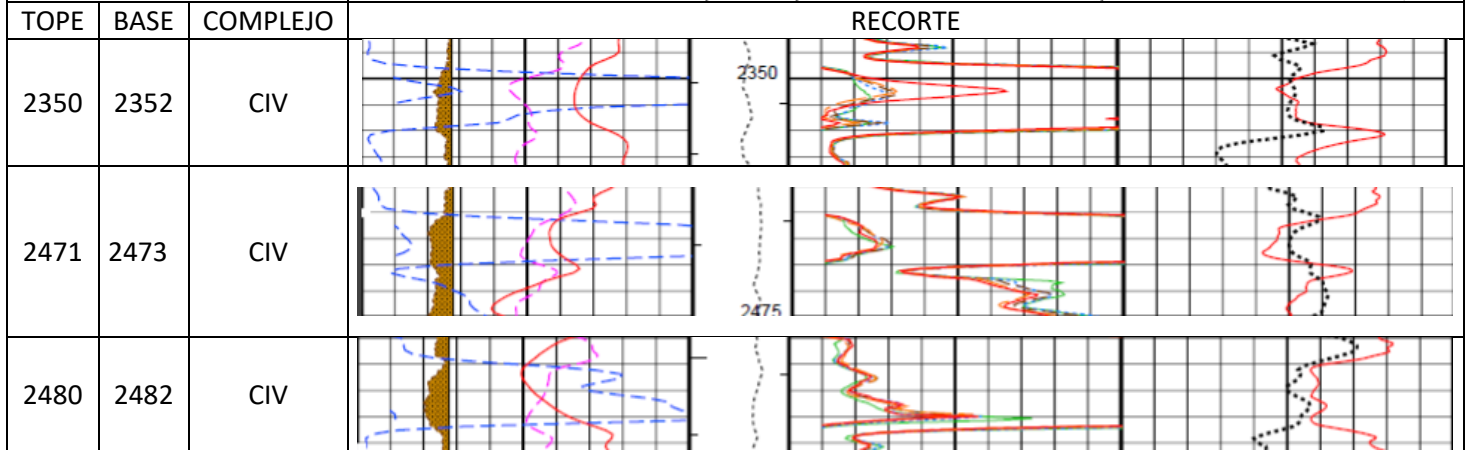 TOPE BASE COMPLEJO RECORTE
2350 2352 CIV 2350
2471 2473 CIV
2475
2480 2482 CIV